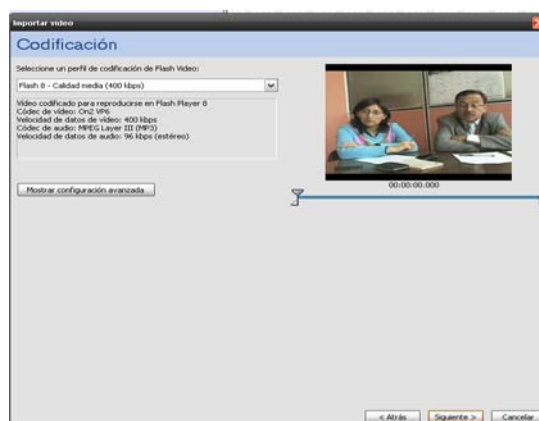 Importar vídeo
Codificación
Seleccione un perfil de codificación de Flash Video:
Flash 8 - Calidad media (400 kbps)
Vídeo codificado para reproducirse en Flash Player 8
Códec de vídeo: On2 VP6
Velocidad de datos de vídeo: 400 kbps
Códec de audio: MPEG Layer III (MP3)
Velocidad de datos de audio: 96 kbps (estéreo)
00:00:00.000
Mostrar configuración avanzada
< Atrás
Siguiente >
Cancelar